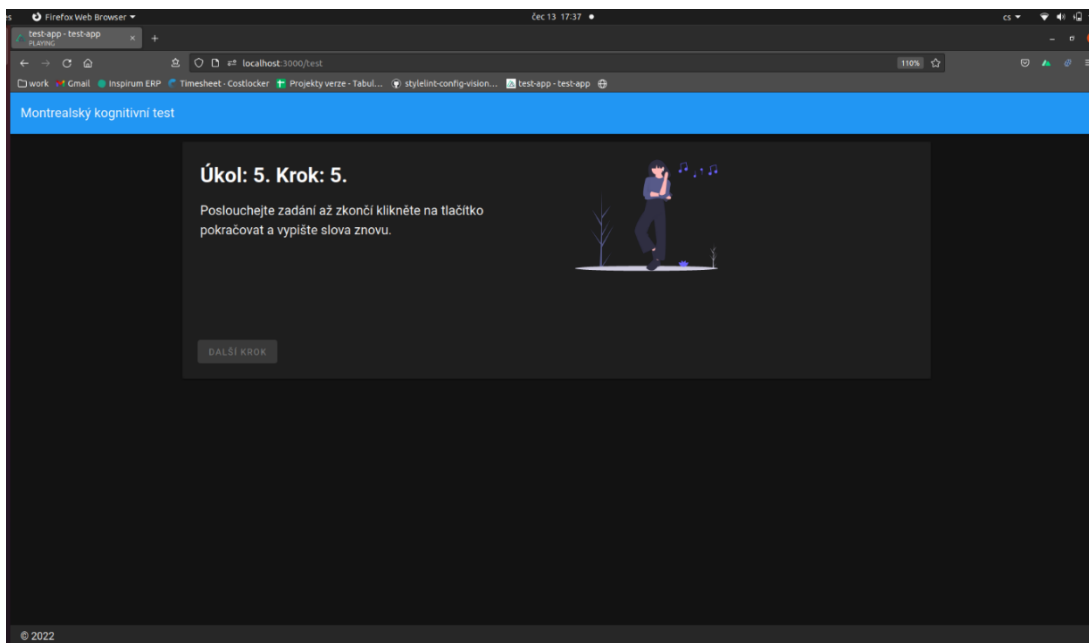 Firefox Web Browser
čec 13 17:37
cs
test-app - test-app
PLAYING
localhost:3000/test
110%
work
Gmail
Inspirum ERP
Timesheet - Costlocker
Projekty verze - Tabul...
stylelint-config-vision...
test-app - test-app
Montrealský kognitivní test
Úkol: 5. Krok: 5.
Poslouchejte zadání až zkončí klikněte na tlačítko
pokračovat a vypište slova znovu.
DALŠÍ KROK
© 2022